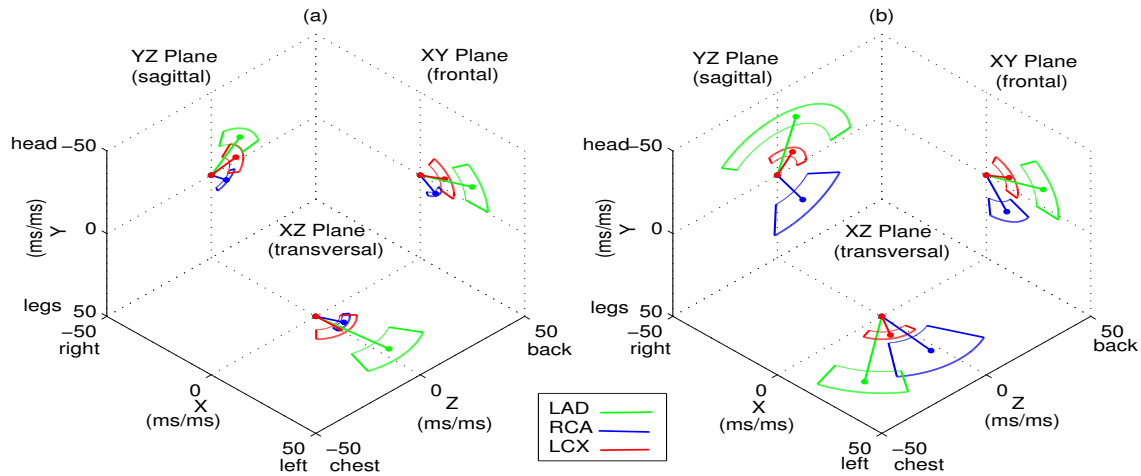 (a)
YZ Plane
(sagittal)
XY Plane
(frontal)
head −50
Y
(ms/ms)
0
XZ Plane
(transversal)
legs
50
−50
right
50
back
0
X
(ms/ms)
0
Z
(ms/ms)
50
left
−50
chest
(b)
YZ Plane
(sagittal)
XY Plane
(frontal)
head −50
Y
(ms/ms)
0
XZ Plane
(transversal)
legs
50
−50
right
50
back
0
X
(ms/ms)
0
Z
(ms/ms)
50
left
−50
chest
LAD
RCA
LCX